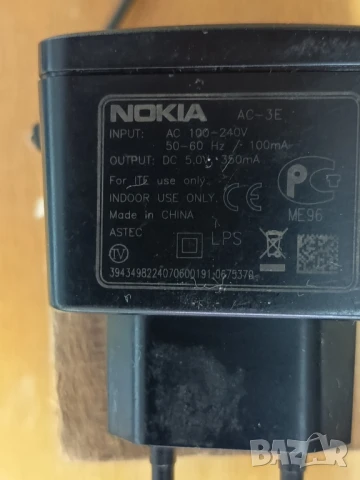 NOKIA AC-3E
INPUT: AC 100-240V
50-60 Hz 100mA
OUTPUT: DC 5.0V 350mA
For ITE use only.
INDOOR USE ONLY.
Made in CHINA
ASTEC
LPS
ME96
TV
BAZAR